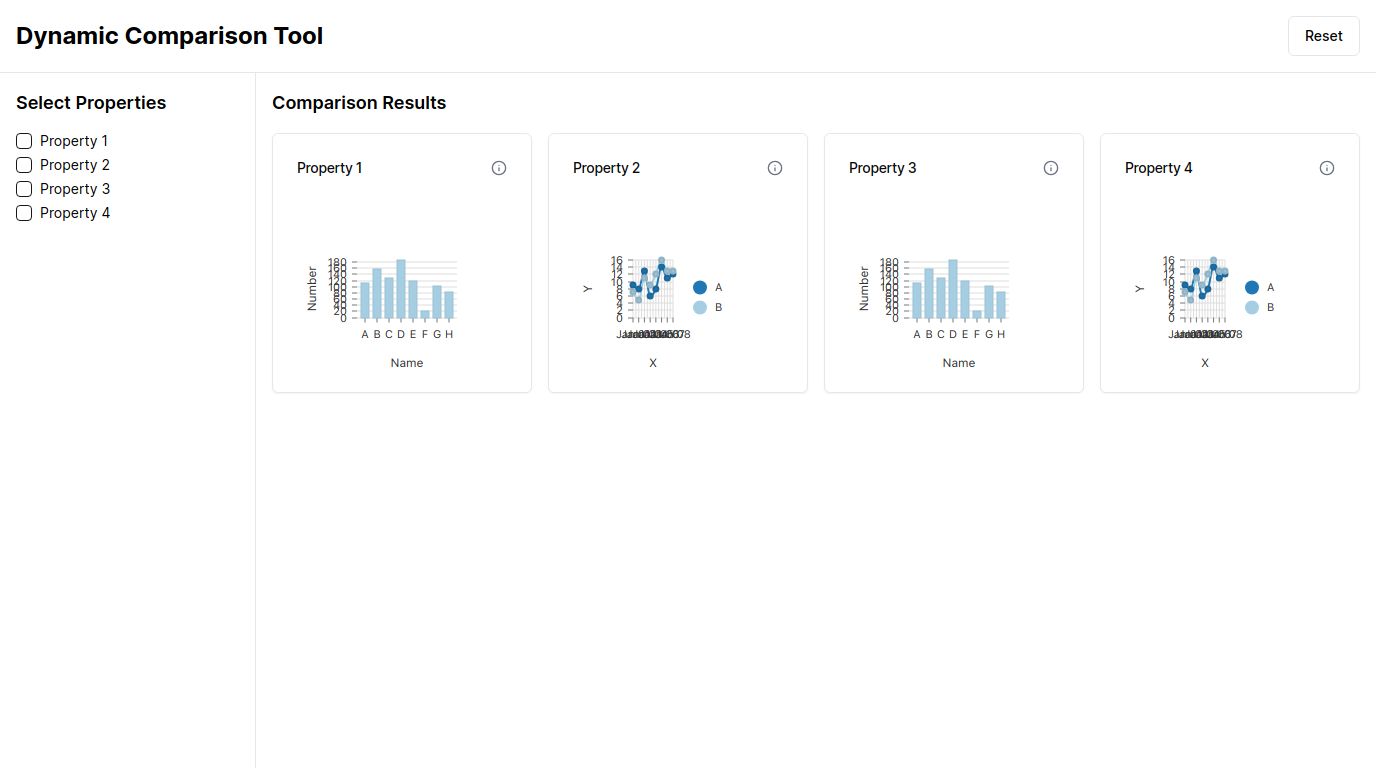 Dynamic Comparison Tool
Reset
Select Properties
Property 1
Property 2
Property 3
Property 4
Comparison Results
Property 1
180
160
140
120
100
80
60
40
20
0
Number
A B C D E F G H
Name
Property 2
16
14
12
10
8
6
4
2
0
Y
X
A
B
Property 3
180
160
140
120
100
80
60
40
20
0
Number
A B C D E F G H
Name
Property 4
16
14
12
10
8
6
4
2
0
Y
X
A
B